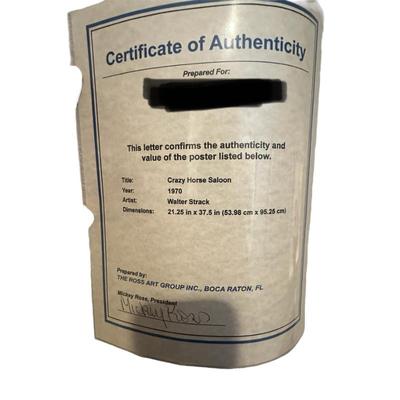 Certificate of Authenticity
Prepared For:
This letter confirms the authenticity and
value of the poster listed below.
Title: Crazy Horse Saloon
Year: 1970
Artist: Walter Strack
Dimensions: 21.25 in x 37.5 in (53.98 cm x 95.25 cm)
Prepared by:
THE ROSS ART GROUP INC., BOCA RATON, FL
Mickey Ross, President
Mickey Ross